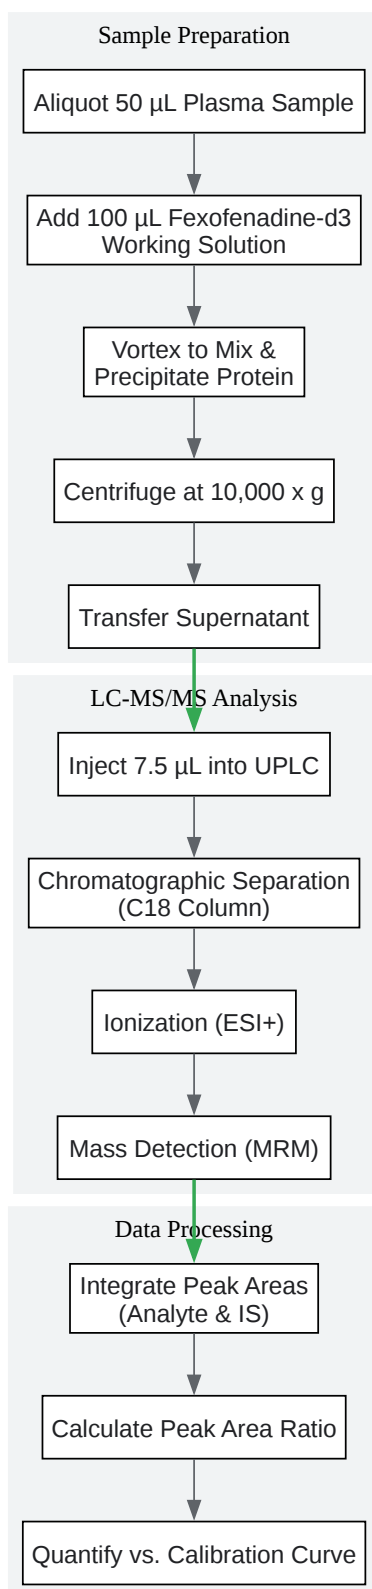 Sample Preparation
Aliquot 50 µL Plasma Sample
Add 100 µL Fexofenadine-d3
Working Solution
Vortex to Mix &
Precipitate Protein
Centrifuge at 10,000 x g
Transfer Supernatant
LC-MS/MS Analysis
Inject 7.5 µL into UPLC
Chromatographic Separation
(C18 Column)
Ionization (ESI+)
Mass Detection (MRM)
Data Processing
Integrate Peak Areas
(Analyte & IS)
Calculate Peak Area Ratio
Quantify vs. Calibration Curve